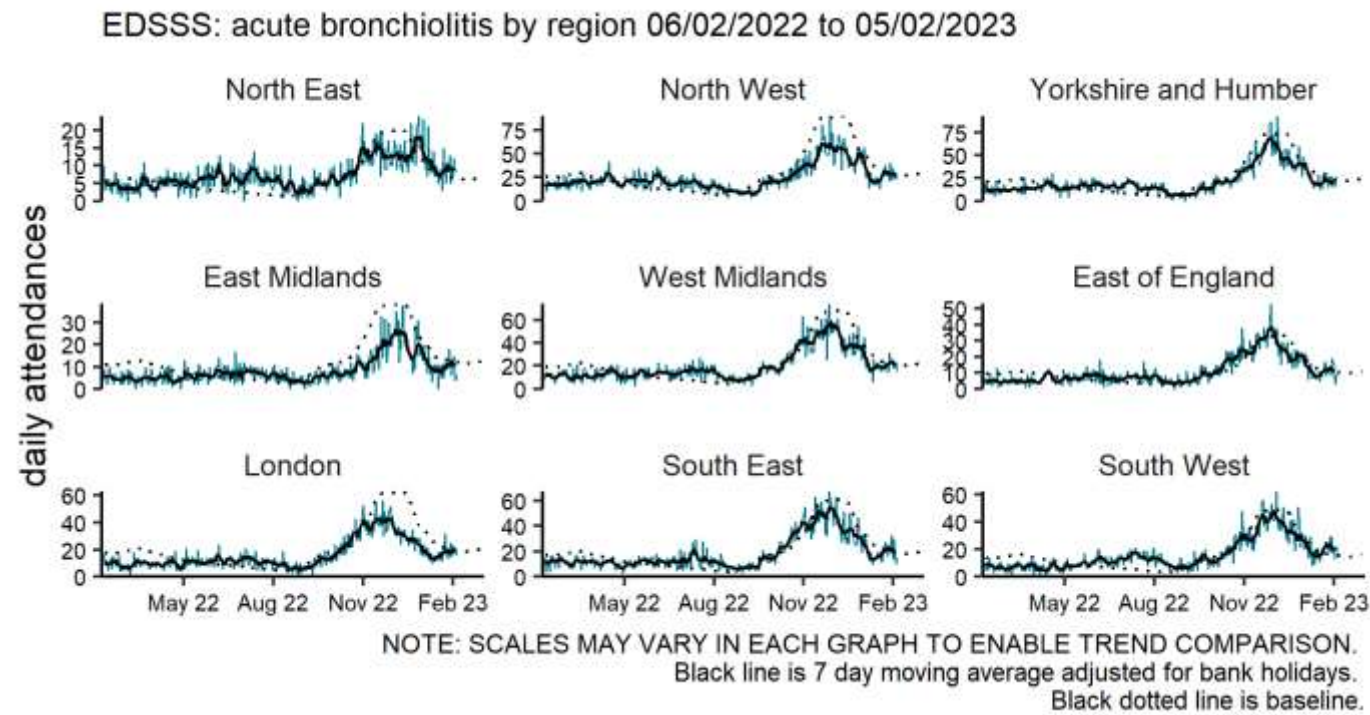 EDSSS: acute bronchiolitis by region 06/02/2022 to 05/02/2023
daily attendances
North East
20
15
10
5
0
North West
75
50
25
0
Yorkshire and Humber
75
50
25
0
East Midlands
30
20
10
0
West Midlands
60
40
20
0
East of England
50
40
30
20
10
0
London
60
40
20
0
May 22 Aug 22 Nov 22 Feb 23
South East
60
40
20
0
May 22 Aug 22 Nov 22 Feb 23
South West
60
40
20
0
May 22 Aug 22 Nov 22 Feb 23
NOTE: SCALES MAY VARY IN EACH GRAPH TO ENABLE TREND COMPARISON.
Black line is 7 day moving average adjusted for bank holidays.
Black dotted line is baseline.